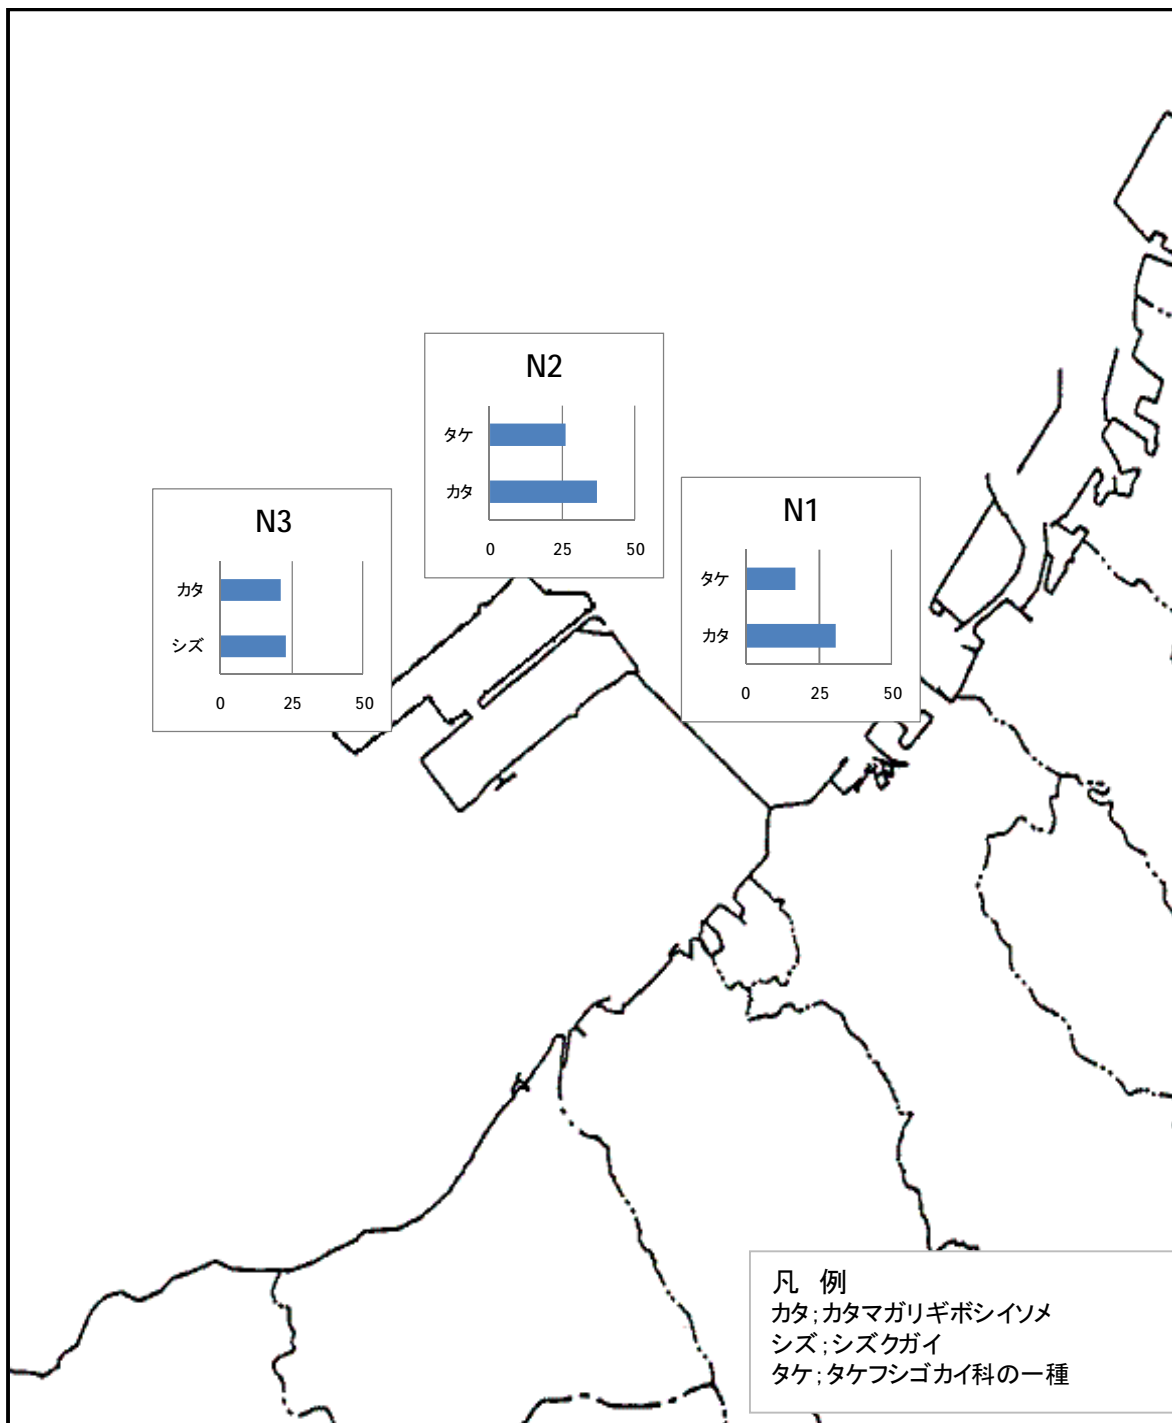 N2
タケ
カタ
0 25 50
N3
カタ
シズ
0 25 50
N1
タケ
カタ
0 25 50
凡 例
カタ;カタマガリギボシイソメ
シズ;シズクガイ
タケ;タケフシゴカイ科の一種